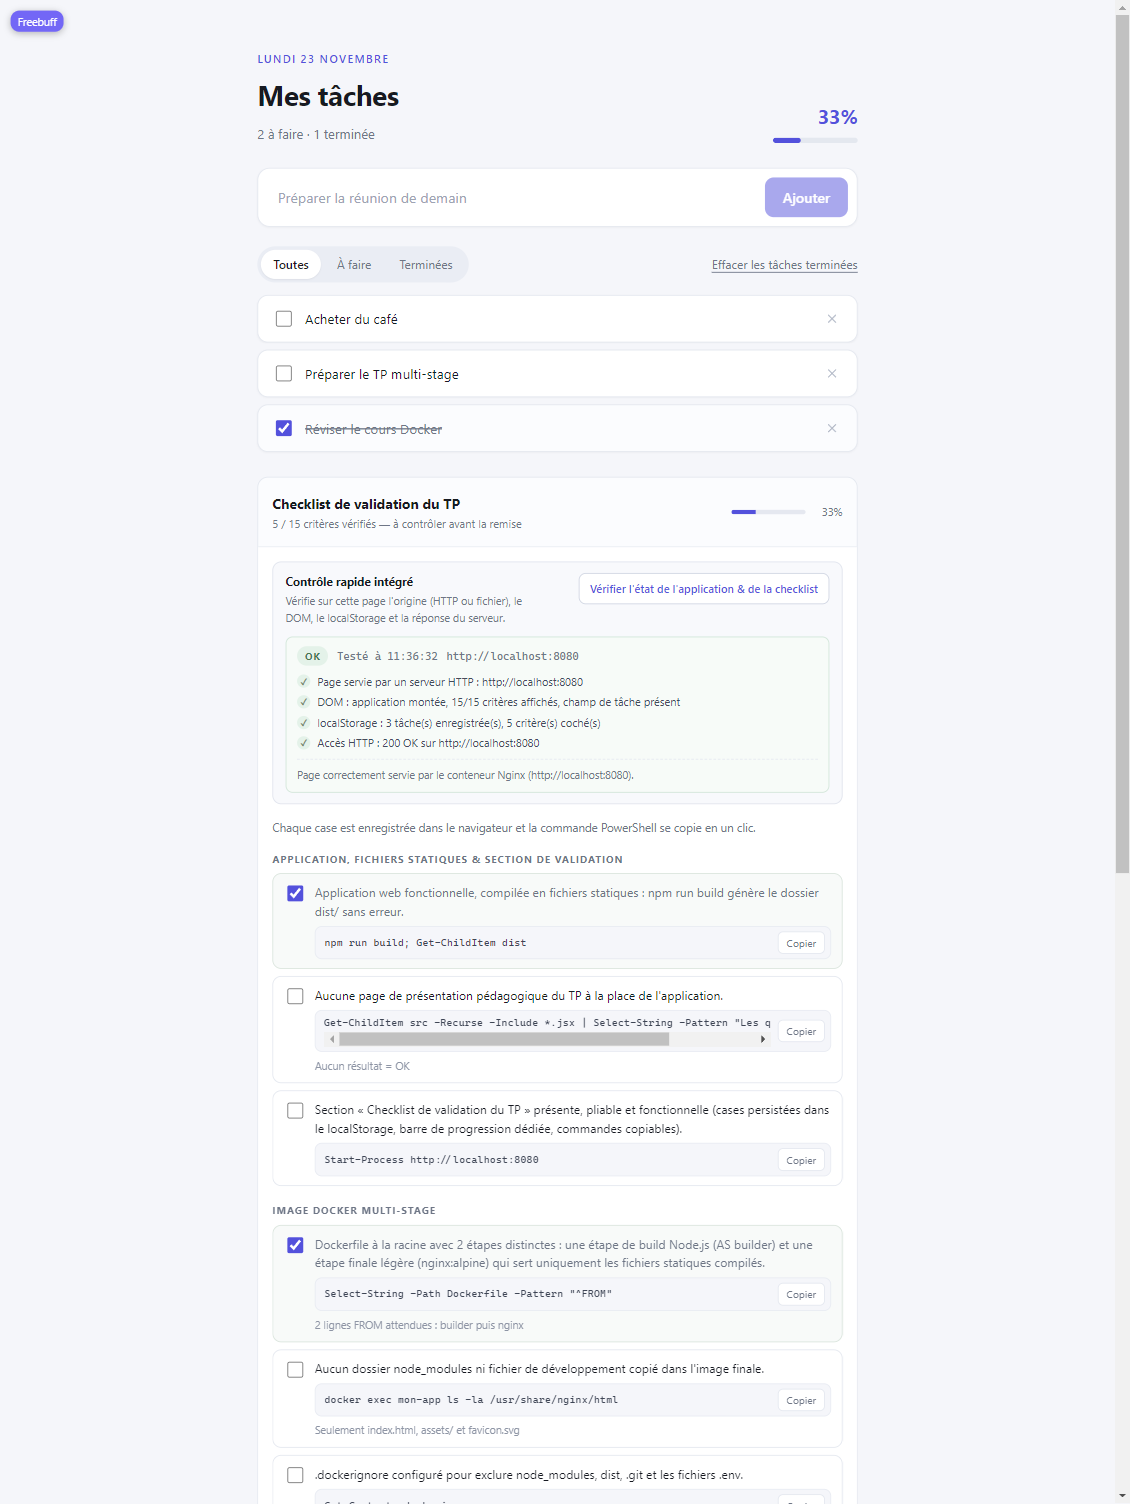 Freebuff
LUNDI 23 NOVEMBRE
Mes tâches
2 à faire · 1 terminée
33%
Préparer la réunion de demain
Ajouter
Toutes
À faire
Terminées
Effacer les tâches terminées
Acheter du café
Préparer le TP multi-stage
Réviser le cours Docker
Checklist de validation du TP
5 / 15 critères vérifiés — à contrôler avant la remise
33%
Contrôle rapide intégré
Vérifie sur cette page l'origine (HTTP ou fichier), le
DOM, le localStorage et la réponse du serveur.
Vérifier l'état de l'application & de la checklist
OK Testé à 11:36:32 http://localhost:8080
Page servie par un serveur HTTP : http://localhost:8080
DOM : application montée, 15/15 critères affichés, champ de tâche présent
localStorage : 3 tâche(s) enregistrée(s), 5 critère(s) coché(s)
Accès HTTP : 200 OK sur http://localhost:8080
Page correctement servie par le conteneur Nginx (http://localhost:8080).
Chaque case est enregistrée dans le navigateur et la commande PowerShell se copie en un clic.
APPLICATION, FICHIERS STATIQUES & SECTION DE VALIDATION
Application web fonctionnelle, compilée en fichiers statiques : npm run build génère le dossier
dist/ sans erreur.
npm run build; Get-ChildItem dist
Copier
Aucune page de présentation pédagogique du TP à la place de l'application.
Get-ChildItem src -Recurse -Include *.jsx | Select-String -Pattern "Les q
Copier
Aucun résultat = OK
Section « Checklist de validation du TP » présente, pliable et fonctionnelle (cases persistées dans
le localStorage, barre de progression dédiée, commandes copiables).
Start-Process http://localhost:8080
Copier
IMAGE DOCKER MULTI-STAGE
Dockerfile à la racine avec 2 étapes distinctes : une étape de build Node.js (AS builder) et une
étape finale légère (nginx:alpine) qui sert uniquement les fichiers statiques compilés.
Select-String -Path Dockerfile -Pattern "^FROM"
Copier
2 lignes FROM attendues : builder puis nginx
Aucun dossier node_modules ni fichier de développement copié dans l'image finale.
docker exec mon-app ls -la /usr/share/nginx/html
Copier
Seulement index.html, assets/ et favicon.svg
.dockerignore configuré pour exclure node_modules, dist, .git et les fichiers .env.